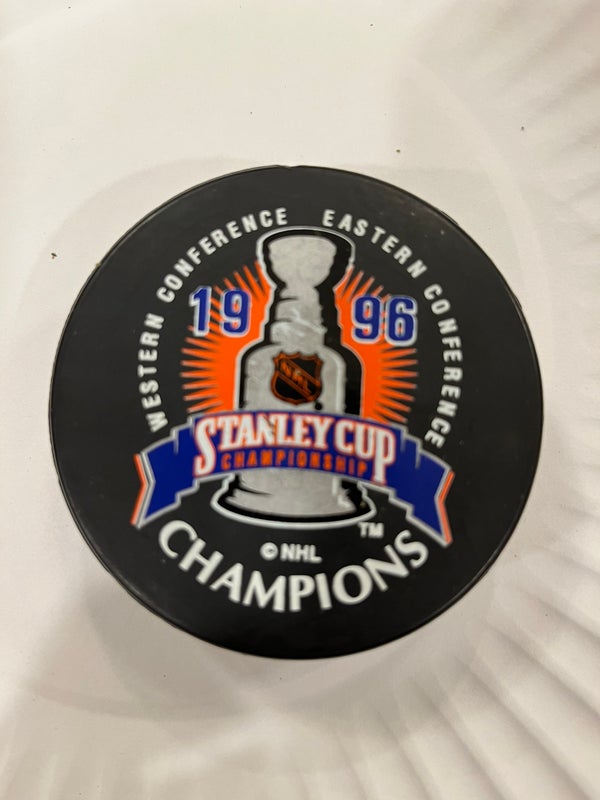 WESTERN CONFERENCE EASTERN CONFERENCE
19 96
NHL
STANLEY CUP
CHAMPIONSHIP
TM
© NHL
CHAMPIONS